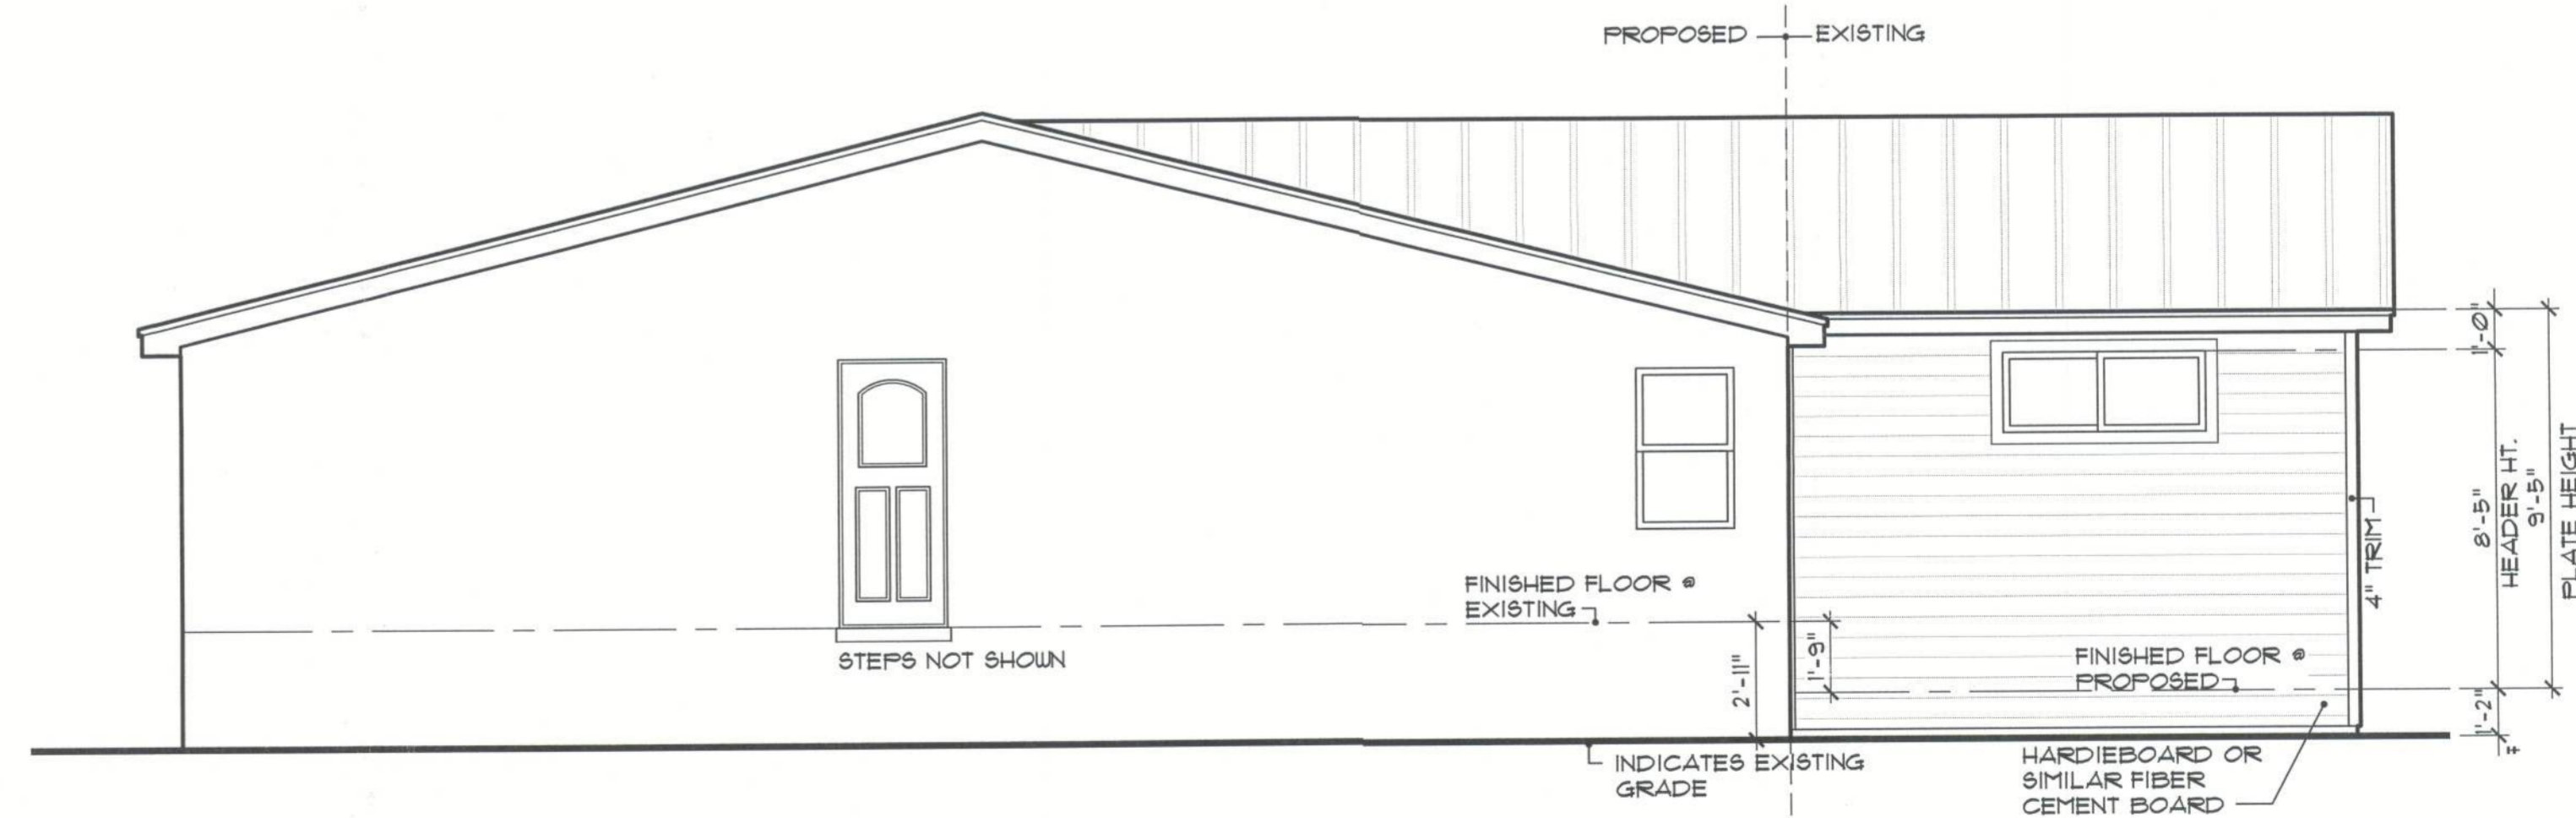 PROPOSED EXISTING
FINISHED FLOOR @
EXISTING
STEPS NOT SHOWN
2'-11"
1'-9"
FINISHED FLOOR @
PROPOSED
INDICATES EXISTING
GRADE
HARDIEBOARD OR
SIMILAR FIBER
CEMENT BOARD
4" TRIM
1'-0"
8'-5"
HEADER HT.
9'-5"
PLATE HEIGHT
1'-2"